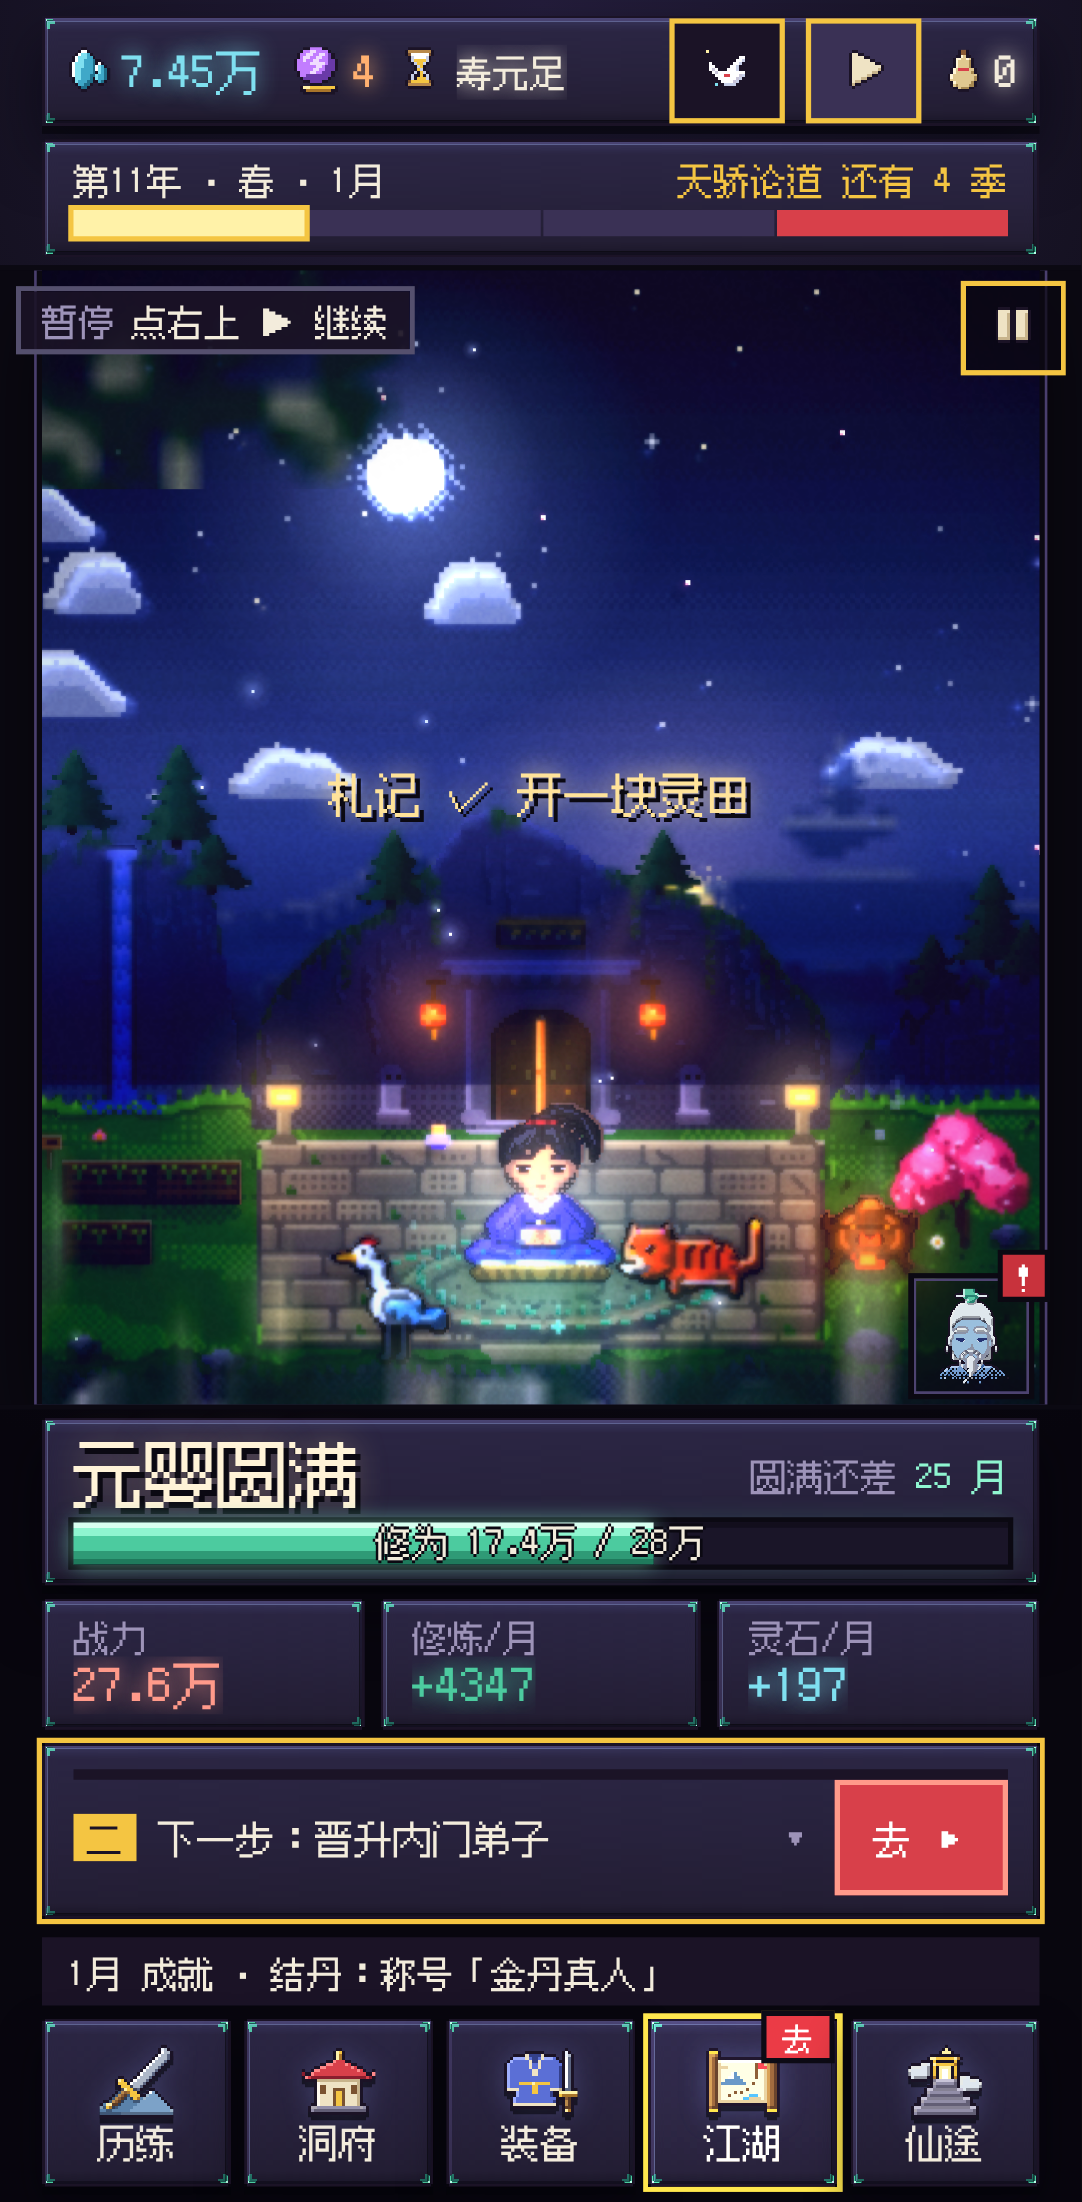 7.45万 4 寿元足 0
第11年 · 春 · 1月 天骄论道 还有 4 季
暂停 点右上 ▶ 继续
札记 ✓ 开一块灵田
!
元婴圆满 圆满还差 25 月
修为 17.4万 / 28万
战力 修炼/月 灵石/月
27.6万 +4347 +197
二 下一步：晋升内门弟子 ▼ 去 ▶
1月 成就 · 结丹：称号「金丹真人」
去
历练 洞府 装备 江湖 仙途